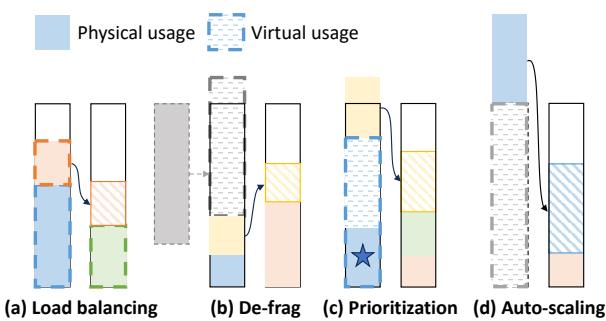 Physical usage Virtual usage
(a) Load balancing (b) De-frag (c) Prioritization (d) Auto-scaling